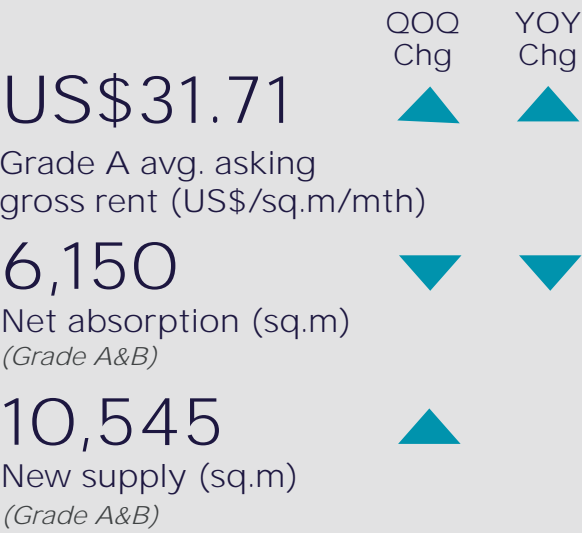 QOQ YOY
Chg Chg
US$31.71
Grade A avg. asking
gross rent (US$/sq.m/mth)
6,150
Net absorption (sq.m)
(Grade A&B)
10,545
New supply (sq.m)
(Grade A&B)